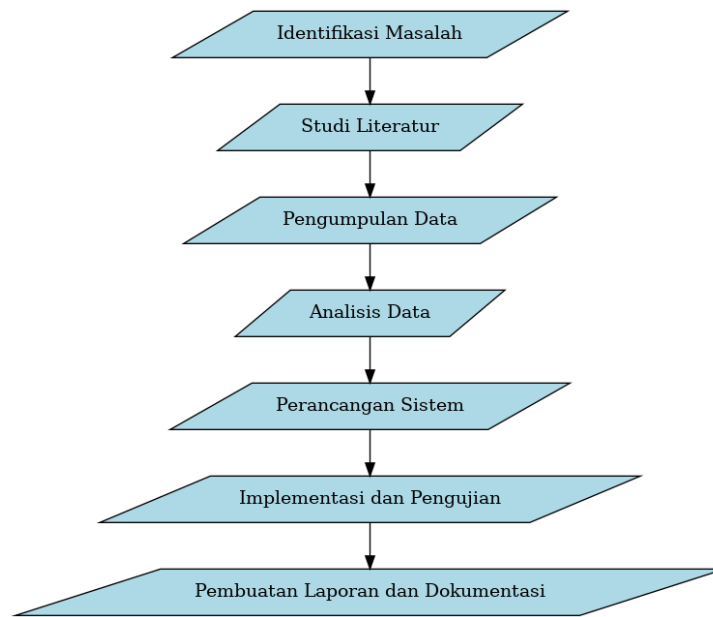 Identifikasi Masalah
Studi Literatur
Pengumpulan Data
Analisis Data
Perancangan Sistem
Implementasi dan Pengujian
Pembuatan Laporan dan Dokumentasi